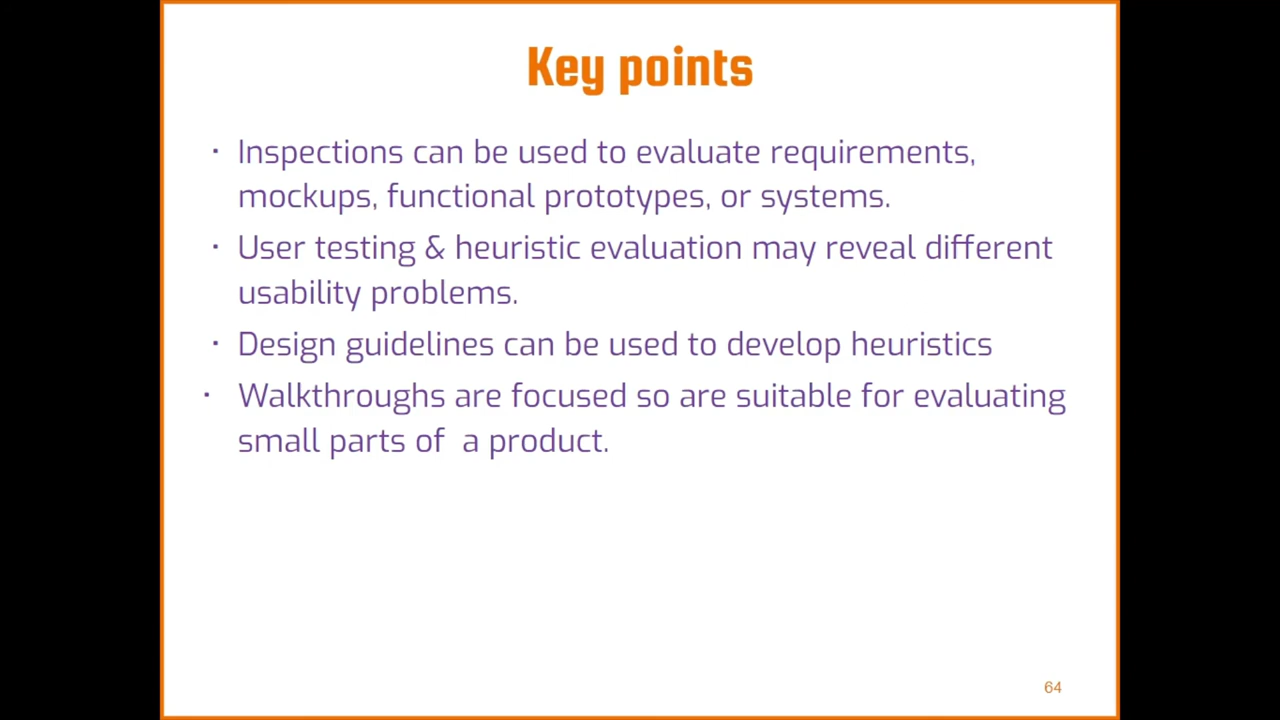 Key points
· Inspections can be used to evaluate requirements,
mockups, functional prototypes, or systems.
· User testing & heuristic evaluation may reveal different
usability problems.
· Design guidelines can be used to develop heuristics
· Walkthroughs are focused so are suitable for evaluating
small parts of  a product.
64